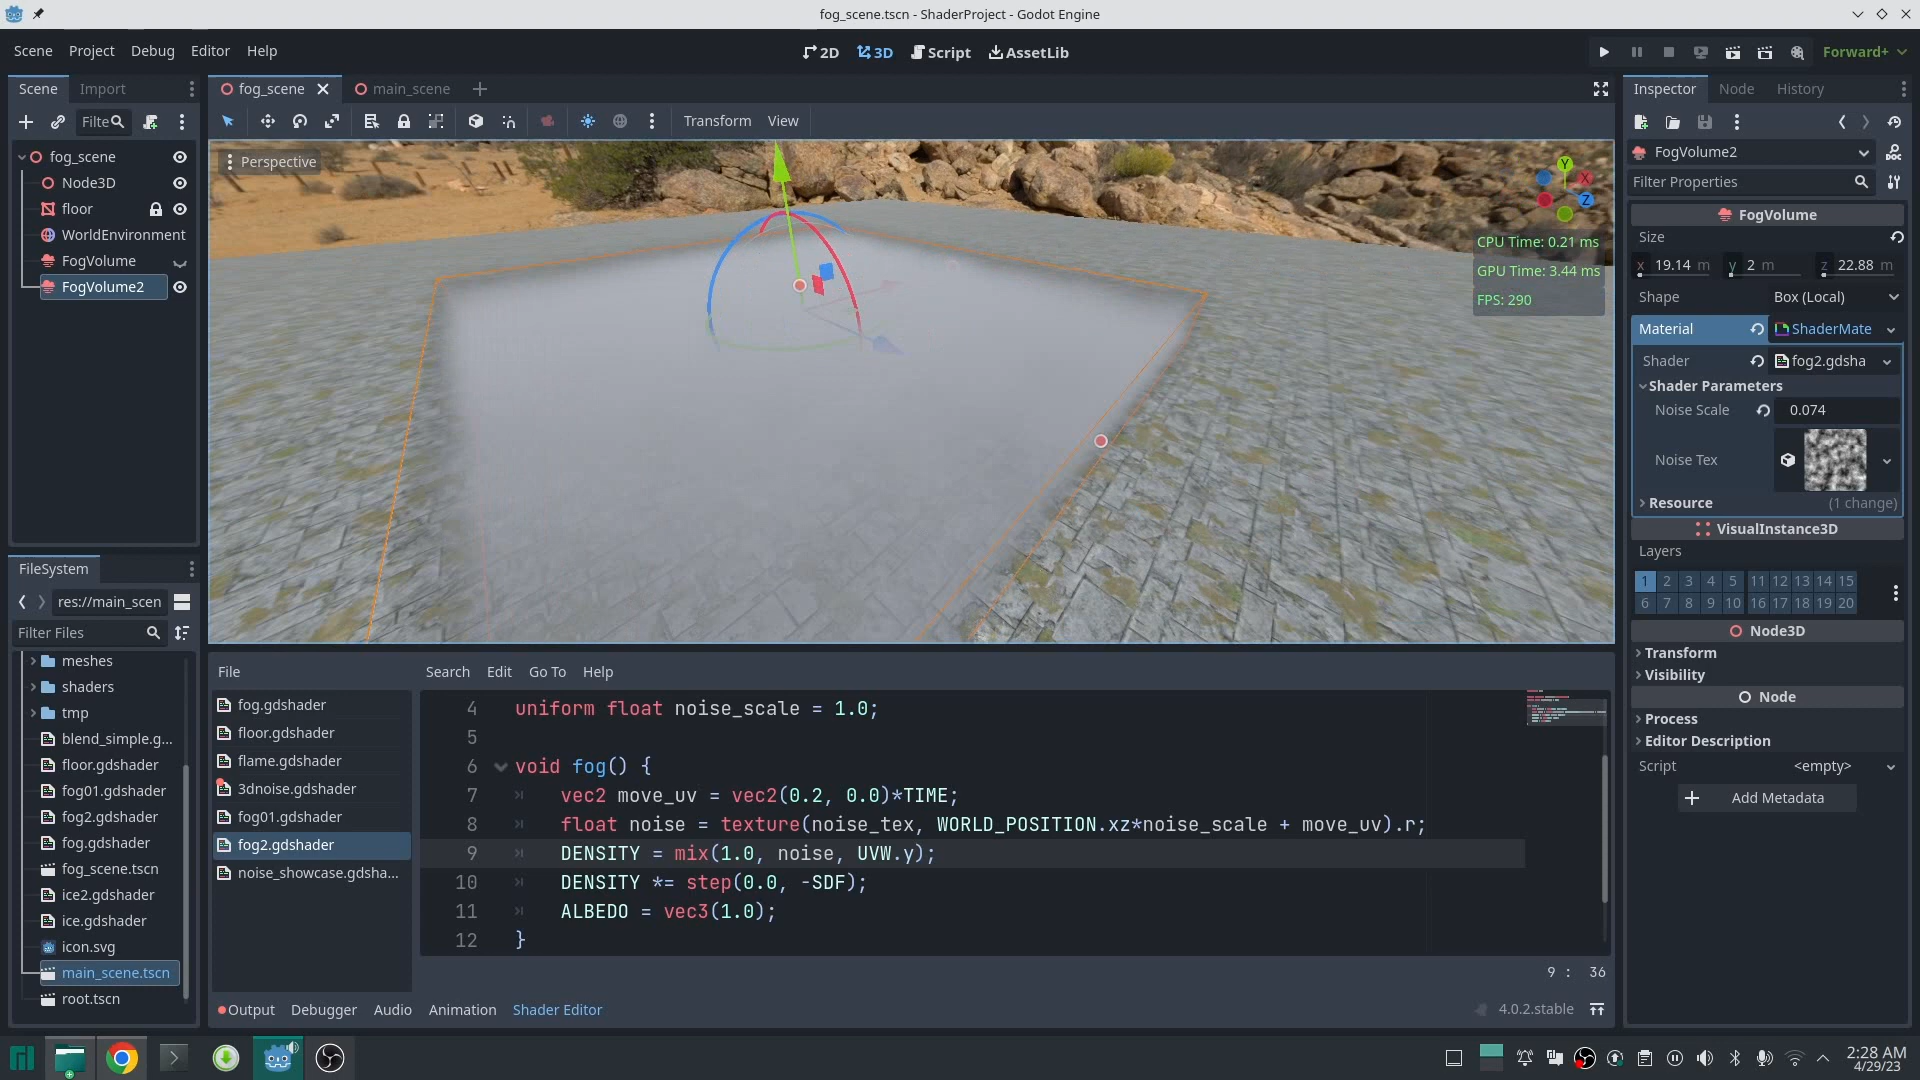 fog_scene.tscn - ShaderProject - Godot Engine
Scene Project Debug Editor Help
2D 3D Script AssetLib
Forward+
Scene Import
fog_scene main_scene
Inspector Node History
Filte
Transform View
fog_scene
Node3D
floor
WorldEnvironment
FogVolume
FogVolume2
Perspective
Y
X
Z
CPU Time: 0.21 ms
GPU Time: 3.44 ms
FPS: 290
FogVolume2
Filter Properties
FogVolume
Size
x 19.14 m y 2 m z 22.88 m
Shape Box (Local)
Material ShaderMate
Shader fog2.gdsha
Shader Parameters
Noise Scale 0.074
Noise Tex
Resource (1 change)
VisualInstance3D
Layers
1 2 3 4 5 11 12 13 14 15
6 7 8 9 10 16 17 18 19 20
Node3D
Transform
Visibility
Node
Process
Editor Description
Script <empty>
Add Metadata
FileSystem
res://main_scen
Filter Files
meshes
shaders
tmp
blend_simple.g...
floor.gdshader
fog01.gdshader
fog2.gdshader
fog.gdshader
fog_scene.tscn
ice2.gdshader
ice.gdshader
icon.svg
main_scene.tscn
root.tscn
File Search Edit Go To Help
fog.gdshader
floor.gdshader
flame.gdshader
3dnoise.gdshader
fog01.gdshader
fog2.gdshader
noise_showcase.gdsha...
4 uniform float noise_scale = 1.0;
5
6 void fog() {
7 vec2 move_uv = vec2(0.2, 0.0)*TIME;
8 float noise = texture(noise_tex, WORLD_POSITION.xz*noise_scale + move_uv).r;
9 DENSITY = mix(1.0, noise, UVW.y);
10 DENSITY *= step(0.0, -SDF);
11 ALBEDO = vec3(1.0);
12 }
9 : 36
Output Debugger Audio Animation Shader Editor
4.0.2.stable
2:28 AM
4/29/23